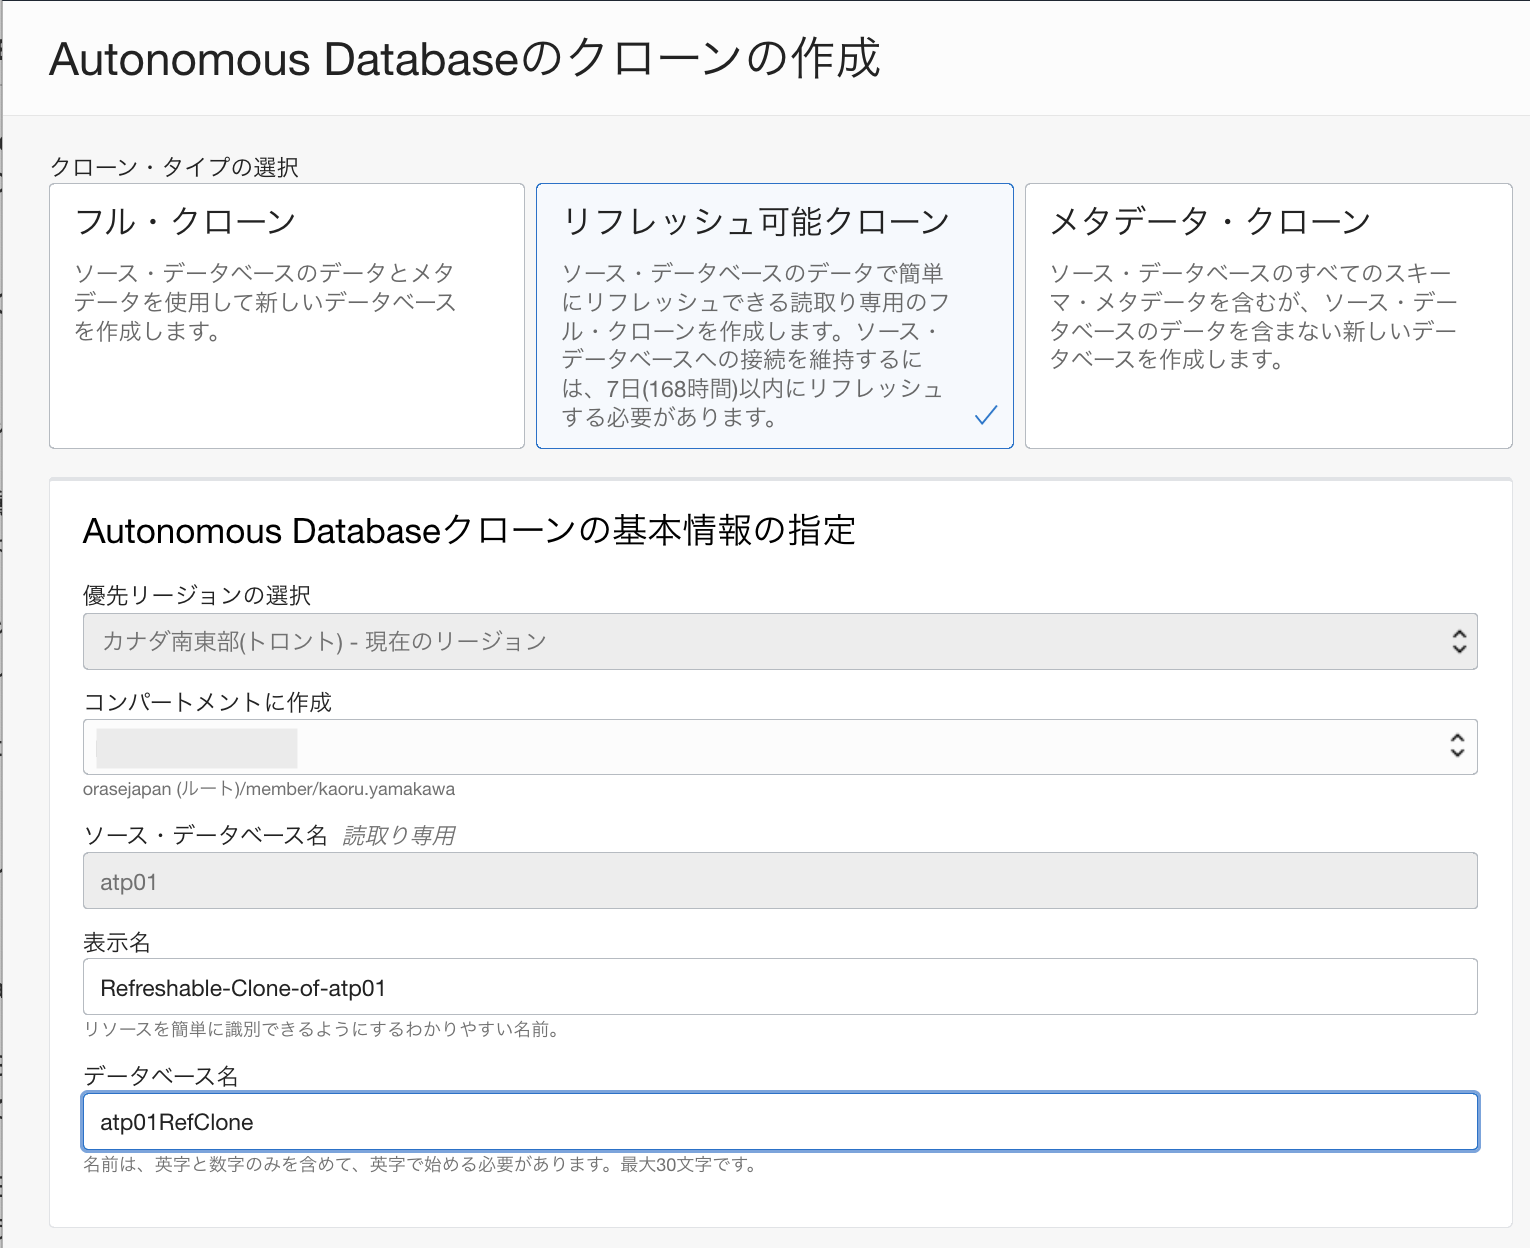 Autonomous Databaseのクローンの作成
クローン・タイプの選択
フル・クローン
ソース・データベースのデータとメタ
データを使用して新しいデータベース
を作成します。
リフレッシュ可能クローン
ソース・データベースのデータで簡単
にリフレッシュできる読取り専用のフ
ル・クローンを作成します。ソース・
データベースへの接続を維持するに
は、7日(168時間)以内にリフレッシュ
する必要があります。
メタデータ・クローン
ソース・データベースのすべてのスキー
マ・メタデータを含むが、ソース・デー
タベースのデータを含まない新しいデー
タベースを作成します。
Autonomous Databaseクローンの基本情報の指定
優先リージョンの選択
カナダ南東部(トロント) - 現在のリージョン
コンパートメントに作成
orasejapan (ルート)/member/kaoru.yamakawa
ソース・データベース名 読取り専用
atp01
表示名
Refreshable-Clone-of-atp01
リソースを簡単に識別できるようにするわかりやすい名前。
データベース名
atp01RefClone
名前は、英字と数字のみを含めて、英字で始める必要があります。最大30文字です。